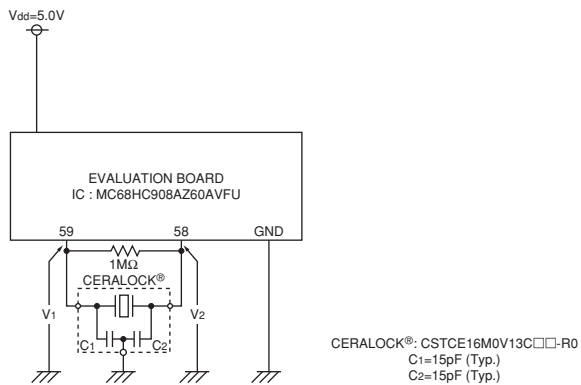 Vdd=5.0V
EVALUATION BOARD
IC : MC68HC908AZ60AVFU
59
58
GND
1MΩ
CERALOCK®
V1
V2
C1
C2
CERALOCK®: CSTCE16M0V13C□□-R0
C1=15pF (Typ.)
C2=15pF (Typ.)